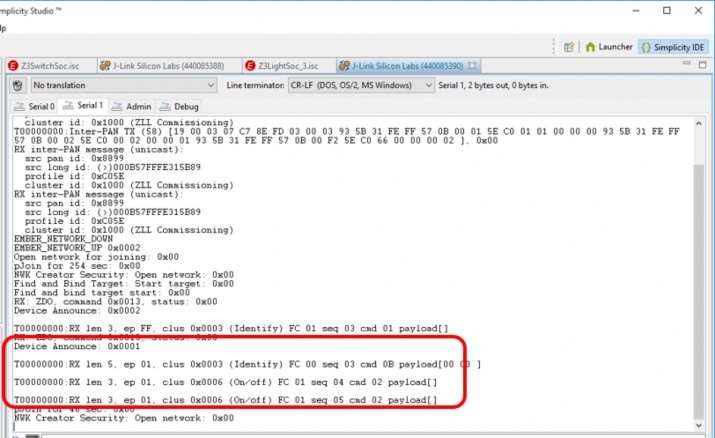 Simplicity Studio ™
lp
Launcher {} Simplicity IDE
Z3SwitchSoc.isc J-Link Silicon Labs (440085388) Z3LightSoc_3.isc J-Link Silicon Labs (440085390)
No translation Line terminator: CR-LF (DOS, OS/2, MS Windows) Serial 1, 2 bytes out, 0 bytes in.
Serial 0 Serial 1 Admin Debug
cluster id: 0x1000 (ZLL Commissioning)
T00000000:Inter-PAN TX (58) [19 00 03 07 C7 8E FD 03 00 03 93 5B 31 FE FF 57 0B 00 01 5E C0 01 01 00 00 00 93 5B 31 FE FF
57 0B 00 02 5E C0 00 02 00 00 01 93 5B 31 FE FF 57 0B 00 F2 5E C0 66 00 00 00 02 ], 0x00
RX inter-PAN message (unicast):
src pan id: 0x8899
src long id: (>)000B57FFFE315B89
profile id: 0xC05E
cluster id: 0x1000 (ZLL Commissioning)
RX inter-PAN message (unicast):
src pan id: 0x8899
src long id: (>)000B57FFFE315B89
profile id: 0xC05E
cluster id: 0x1000 (ZLL Commissioning)
EMBER_NETWORK_DOWN
EMBER_NETWORK_UP 0x0002
Open network for joining: 0x00
pJoin for 254 sec: 0x00
NWK Creator Security: Open network: 0x00
Find and Bind Target: Start target: 0x00
Find and bind target start: 0x00
RX: ZDO, command 0x0013, status: 0x00
Device Announce: 0x0002
T00000000:RX len 3, ep FF, clus 0x0003 (Identify) FC 01 seq 03 cmd 01 payload[]
RX: ZDO, command 0x0013, status: 0x00
Device Announce: 0x0001
T00000000:RX len 5, ep 01, clus 0x0003 (Identify) FC 00 seq 03 cmd 0B payload[00 00 ]
T00000000:RX len 3, ep 01, clus 0x0006 (On/off) FC 01 seq 04 cmd 02 payload[]
T00000000:RX len 3, ep 01, clus 0x0006 (On/off) FC 01 seq 05 cmd 02 payload[]
pJoin for 40 sec: 0x00
NWK Creator Security: Open network: 0x00